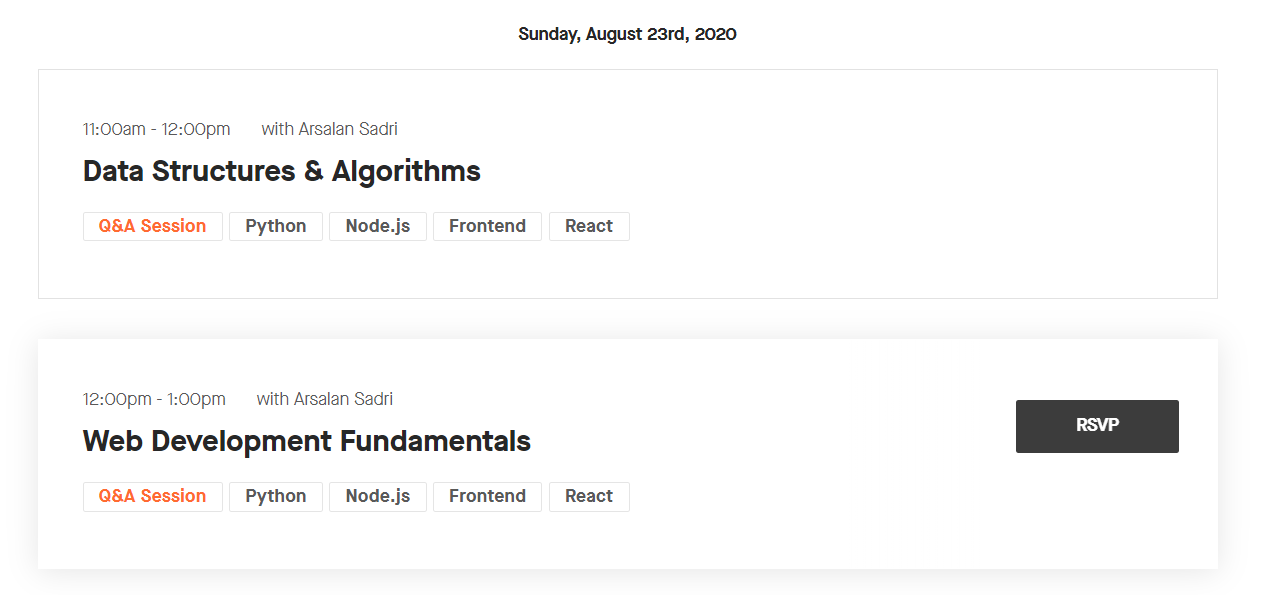 Sunday, August 23rd, 2020
11:00am - 12:00pm with Arsalan Sadri
Data Structures & Algorithms
Q&A Session Python Node.js Frontend React
12:00pm - 1:00pm with Arsalan Sadri
RSVP
Web Development Fundamentals
Q&A Session Python Node.js Frontend React